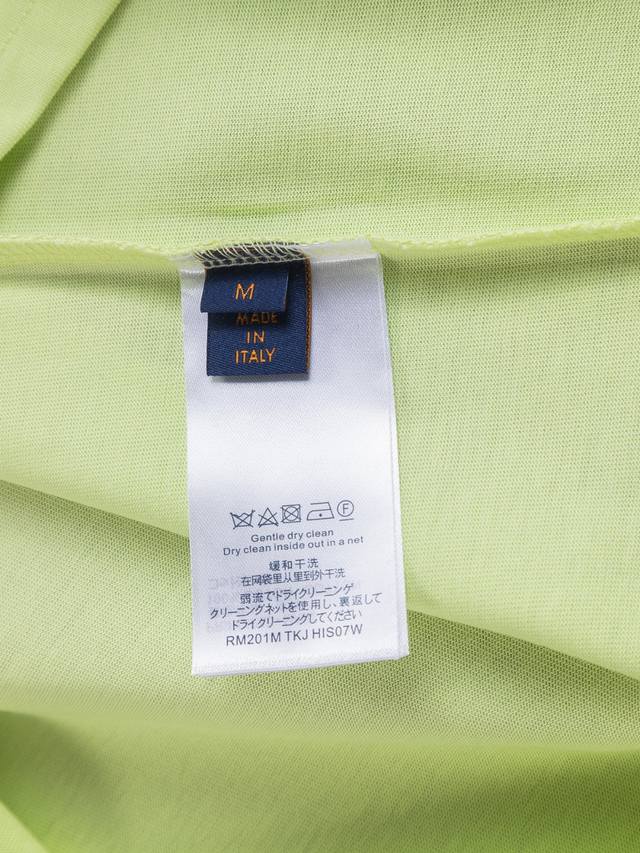 M
MADE
IN
ITALY
Gentle dry clean
Dry clean inside out in a net
缓和干洗
在网袋里从里到外干洗
弱流でドライクリーニング
クリーニングネットを使用し、裏返して
ドライクリーニングしてください
RM201M TKJ HIS07W